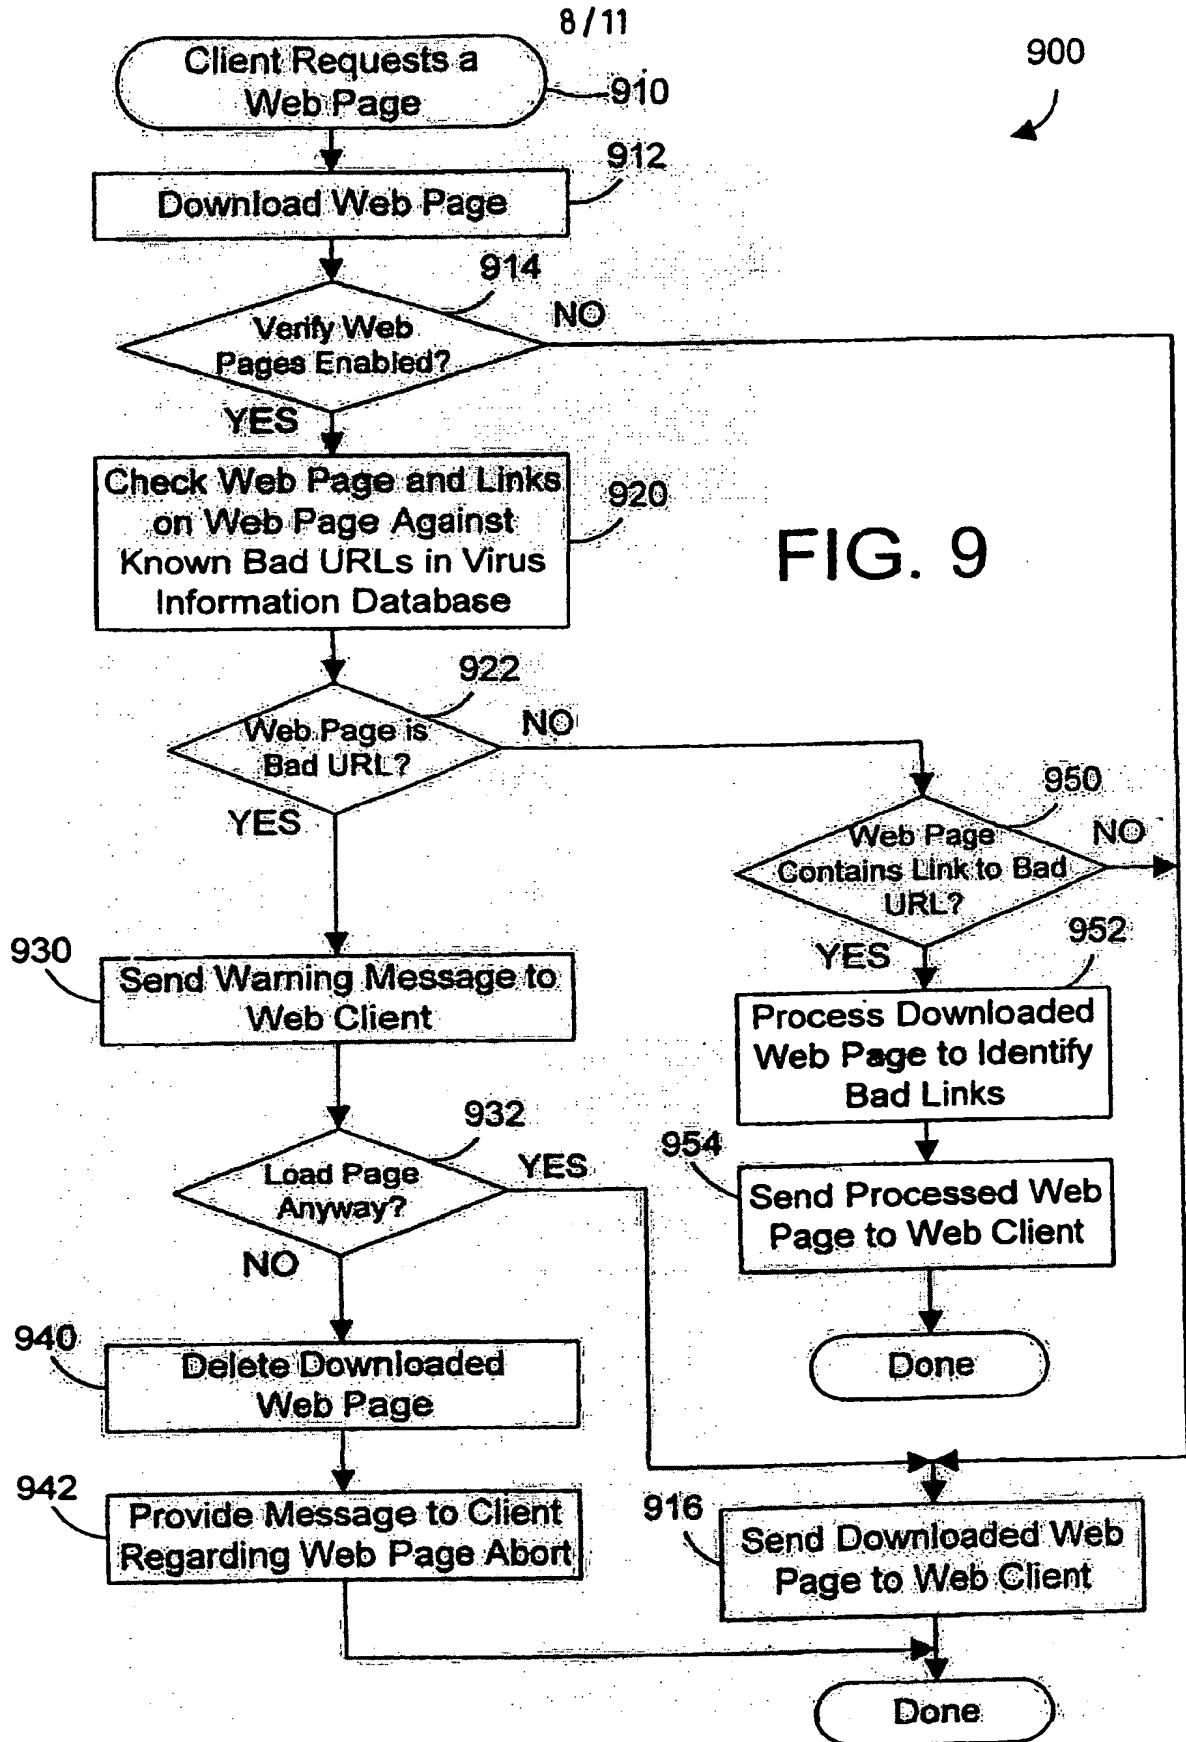 8/11
Client Requests a
Web Page
910
900
912
Download Web Page
914
Verify Web
Pages Enabled?
NO
YES
Check Web Page and Links
on Web Page Against
Known Bad URLs in Virus
Information Database
920
FIG. 9
922
Web Page is
Bad URL?
NO
YES
950
Web Page
Contains Link to Bad
URL?
NO
YES
930
Send Warning Message to
Web Client
952
Process Downloaded
Web Page to Identify
Bad Links
932
Load Page
Anyway?
YES
NO
954
Send Processed Web
Page to Web Client
Done
940
Delete Downloaded
Web Page
942
Provide Message to Client
Regarding Web Page Abort
916
Send Downloaded Web
Page to Web Client
Done